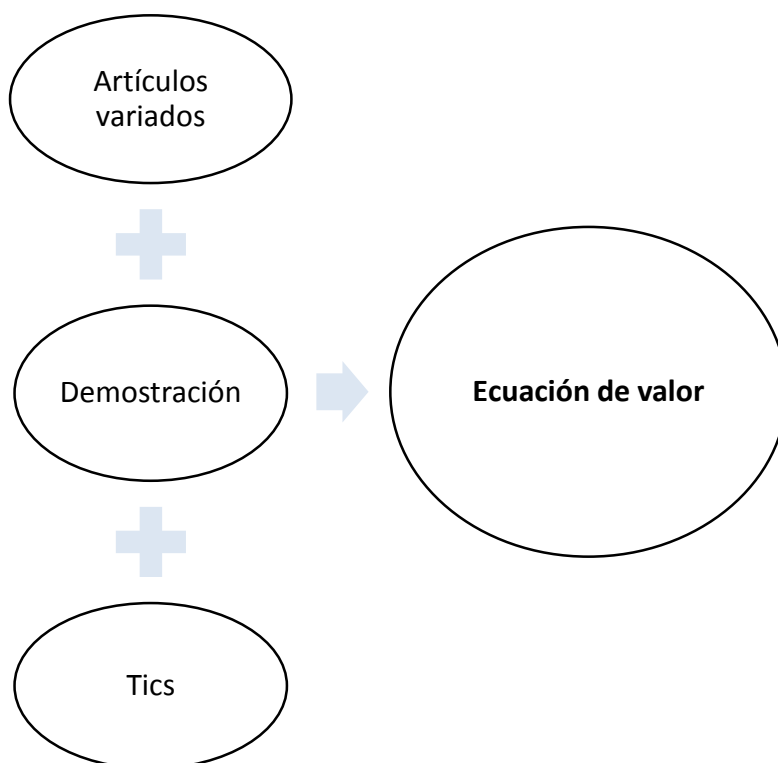 Artículos
variados
Demostración
Ecuación de valor
Tics